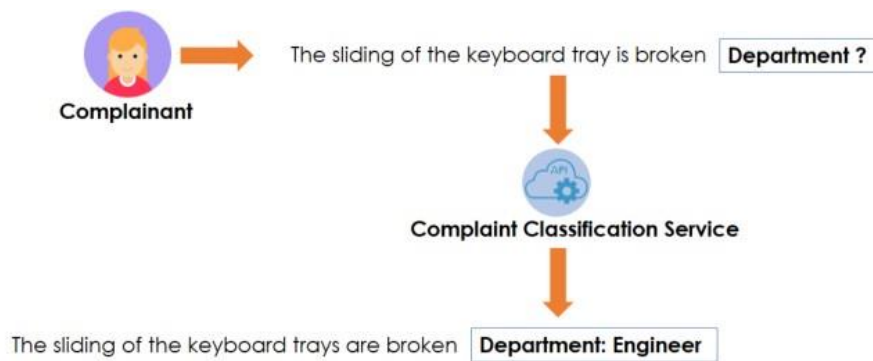 The sliding of the keyboard tray is broken Department ?
Complainant
API
Complaint Classification Service
The sliding of the keyboard trays are broken Department: Engineer